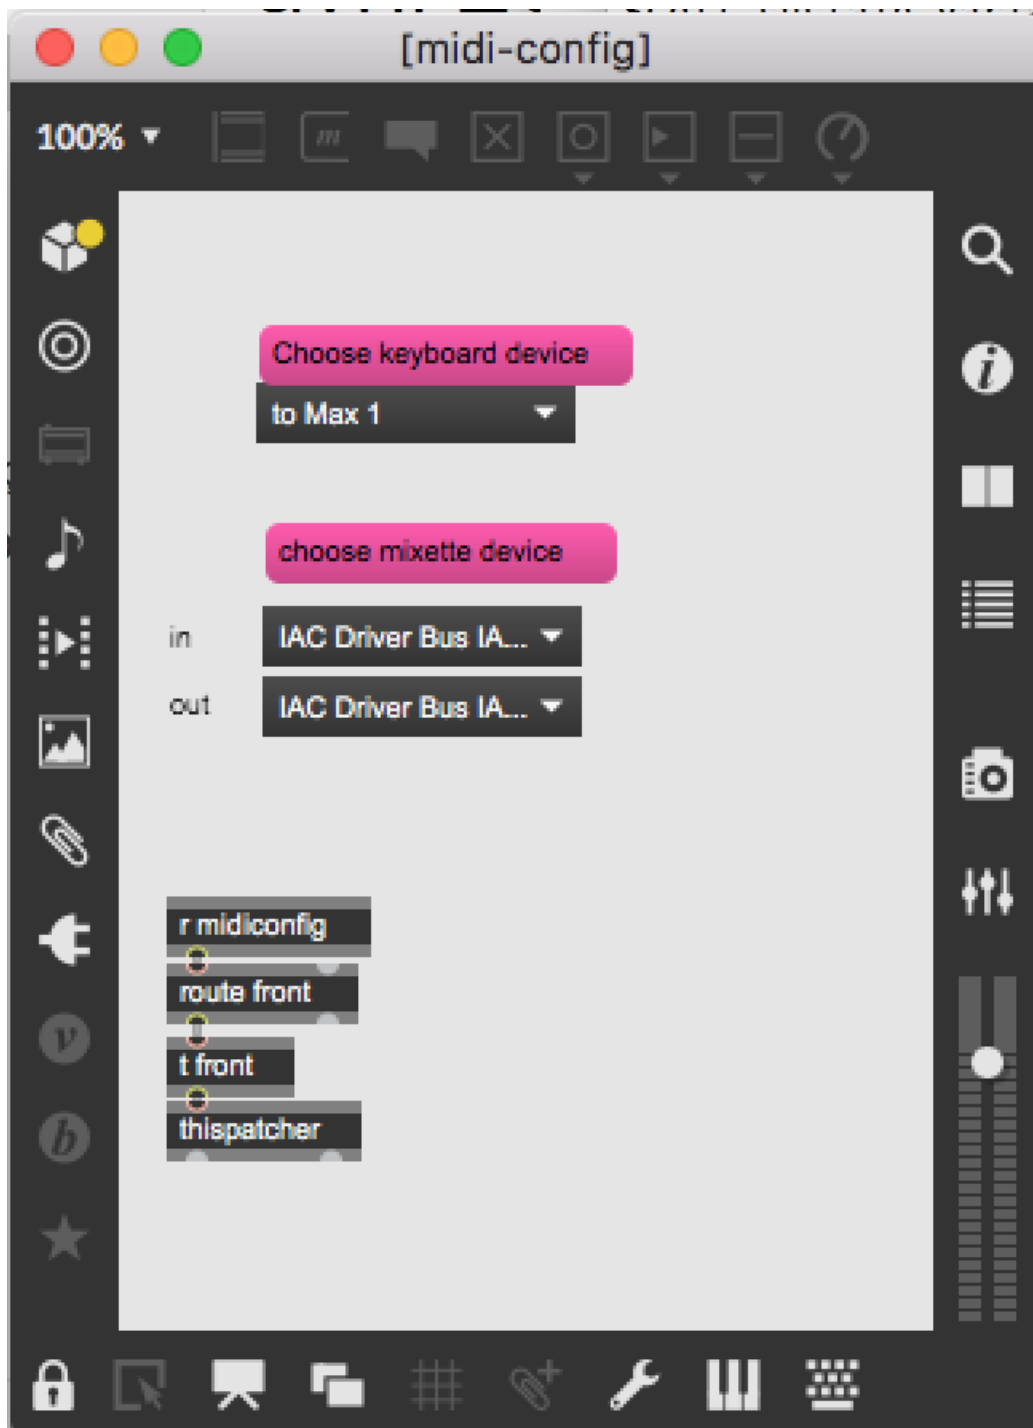 [midi-config]
100%
Choose keyboard device
to Max 1
choose mixette device
in
IAC Driver Bus IA...
out
IAC Driver Bus IA...
r midiconfig
route front
t front
thispatcher